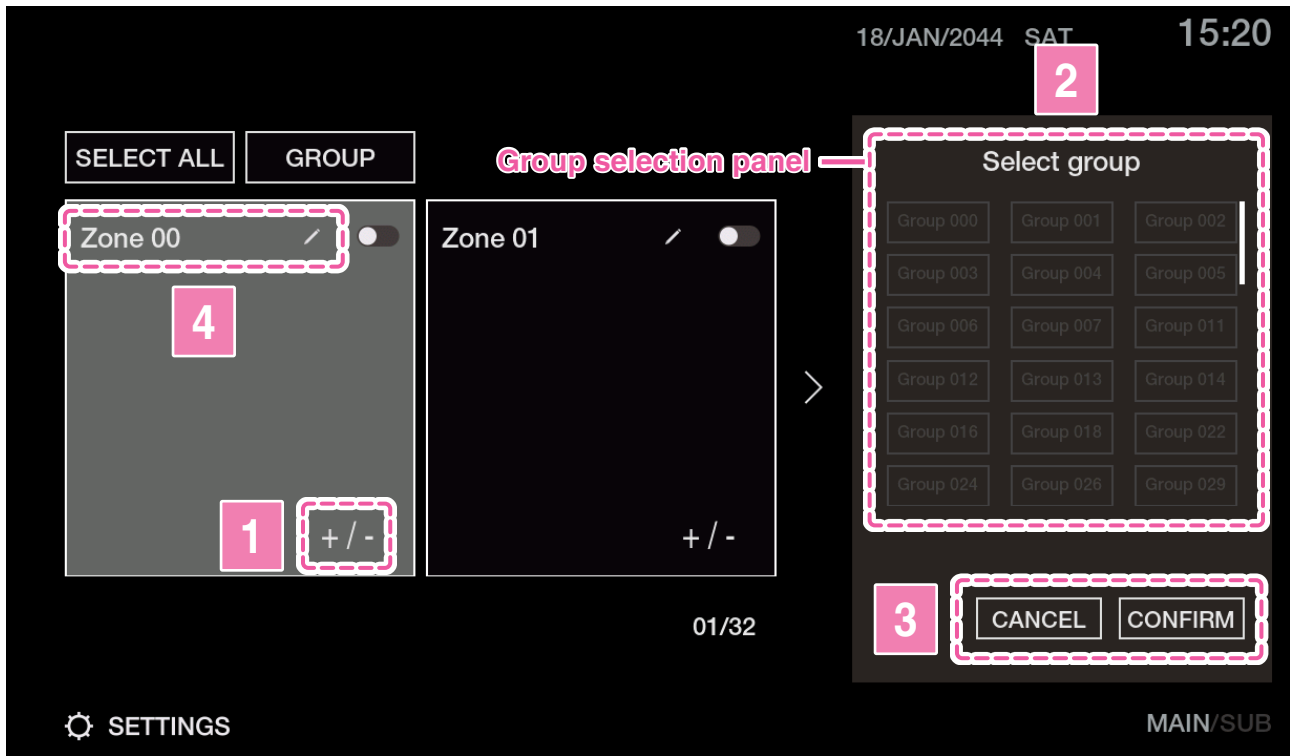 18/JAN/2044 SAT 15:20
2
SELECT ALL GROUP
Group selection panel
Select group
Zone 00
Zone 01
Group 000 Group 001 Group 002
Group 003 Group 004 Group 005
4
Group 006 Group 007 Group 011
Group 012 Group 013 Group 014
Group 016 Group 018 Group 022
Group 024 Group 026 Group 029
1
+ / -
+ / -
01/32
3
CANCEL CONFIRM
SETTINGS
MAIN/SUB